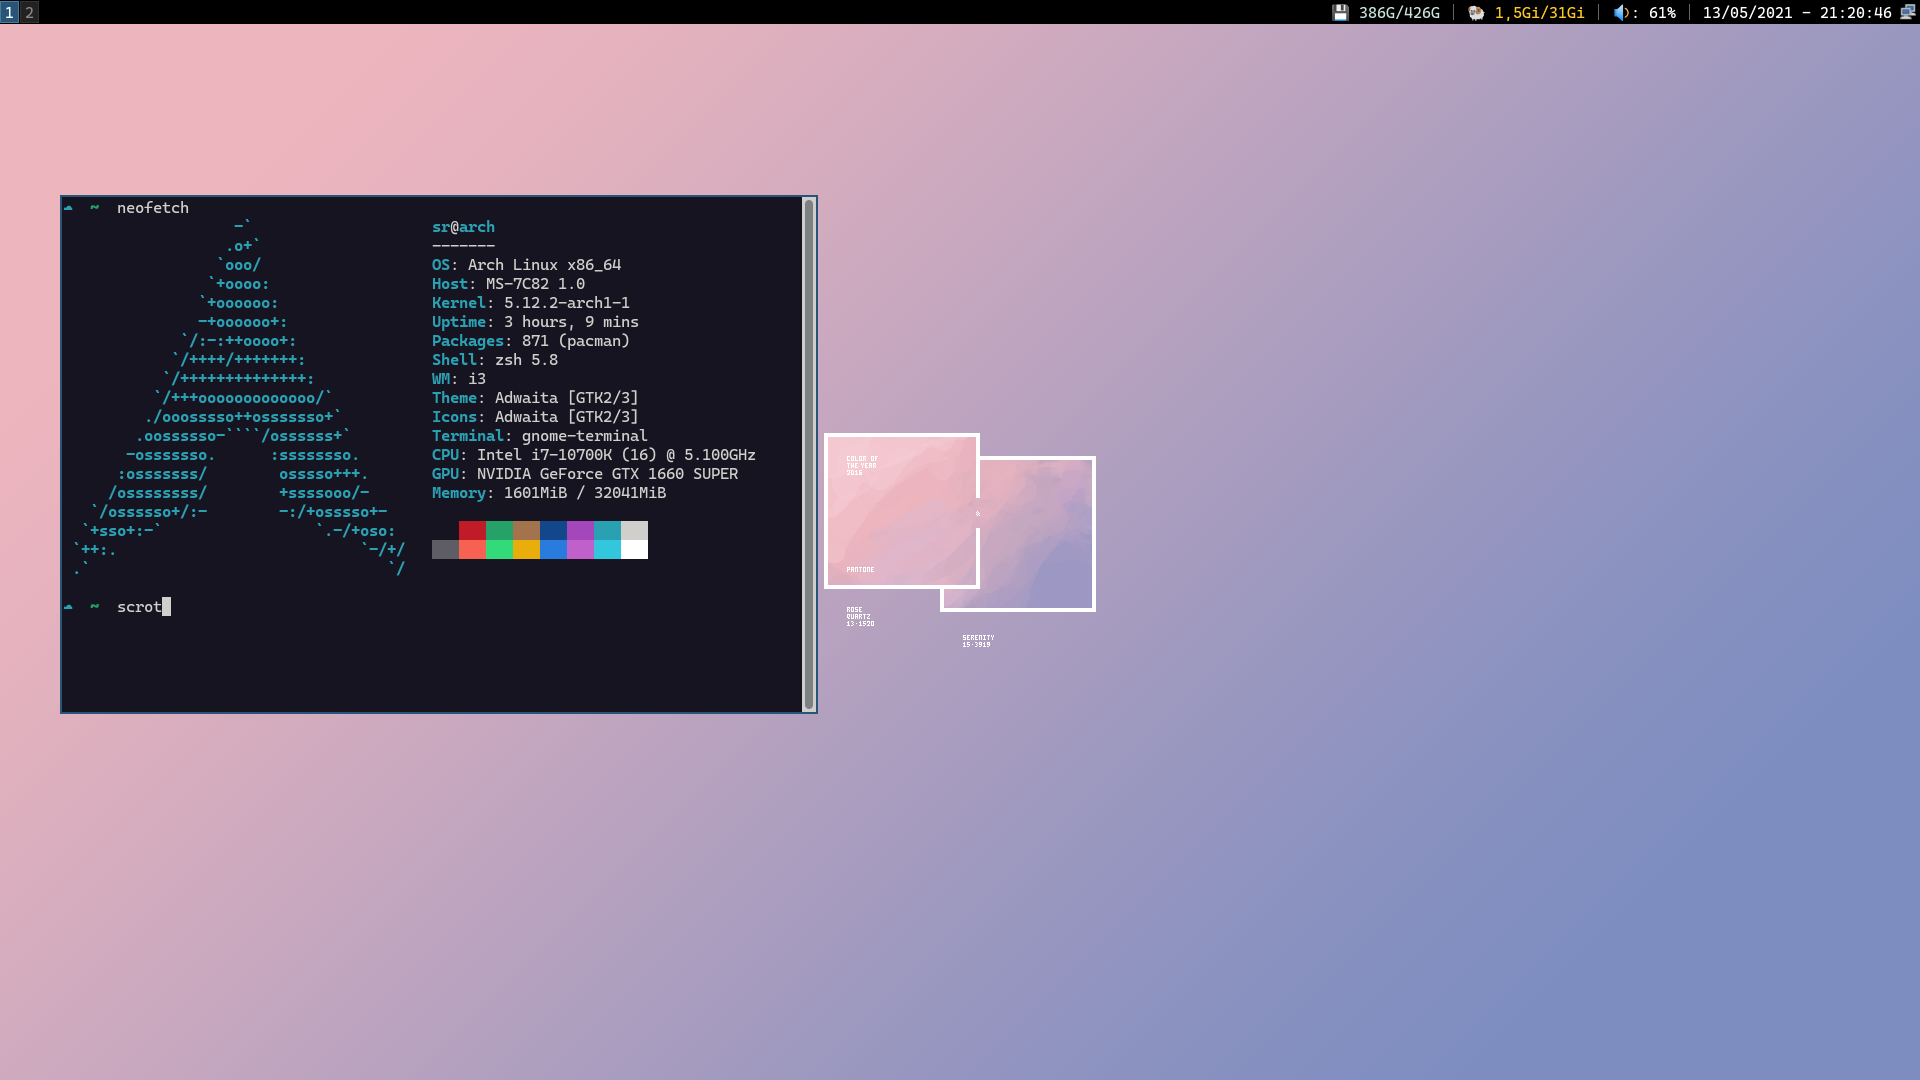 1 2 386G/426G | 1,5Gi/31Gi | : 61% | 13/05/2021 - 21:20:46
~ neofetch
sr@arch
-------
OS: Arch Linux x86_64
Host: MS-7C82 1.0
Kernel: 5.12.2-arch1-1
Uptime: 3 hours, 9 mins
Packages: 871 (pacman)
Shell: zsh 5.8
WM: i3
Theme: Adwaita [GTK2/3]
Icons: Adwaita [GTK2/3]
Terminal: gnome-terminal
CPU: Intel i7-10700K (16) @ 5.100GHz
GPU: NVIDIA GeForce GTX 1660 SUPER
Memory: 1601MiB / 32041MiB
~ scrot
COLOR OF
THE YEAR
2016
&
PANTONE
ROSE
QUARTZ
13-1520
SERENITY
15-3919